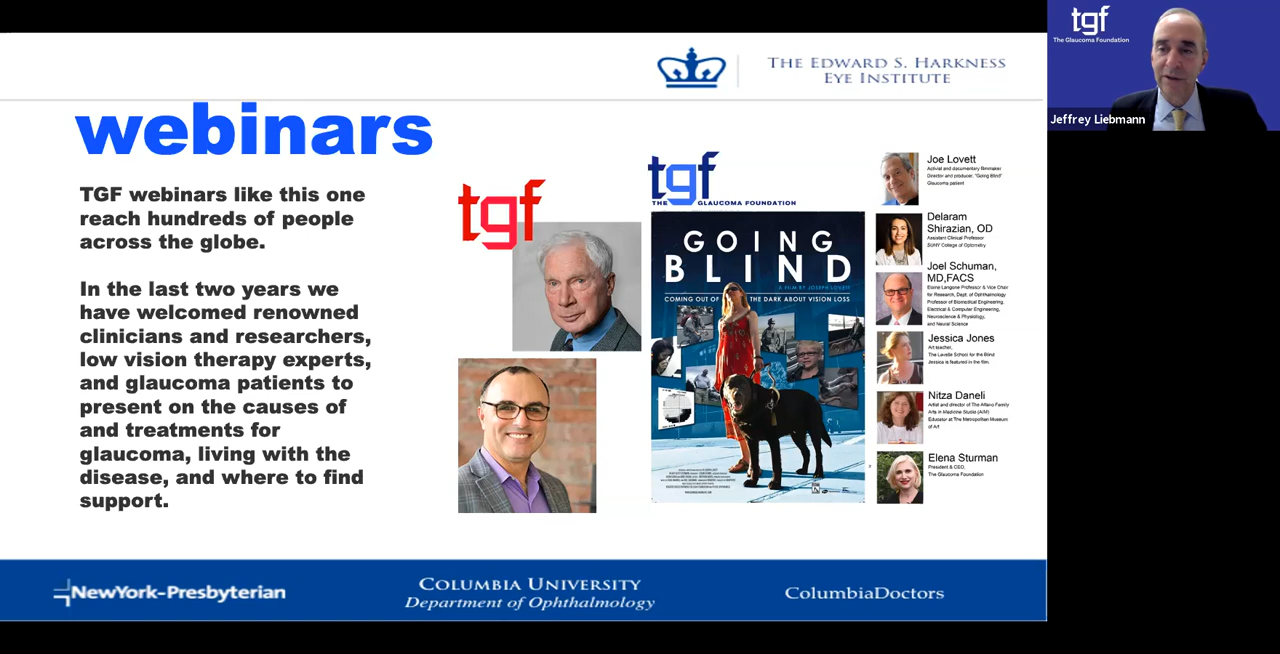 THE EDWARD S. HARKNESS
EYE INSTITUTE
tgf
The Glaucoma Foundation
Jeffrey Liebmann
webinars
TGF webinars like this one
reach hundreds of people
across the globe.
In the last two years we
have welcomed renowned
clinicians and researchers,
low vision therapy experts,
and glaucoma patients to
present on the causes of
and treatments for
glaucoma, living with the
disease, and where to find
support.
tgf
tgf
THE GLAUCOMA FOUNDATION
GOING
BLIND
A FILM BY JOSEPH LOVETT
COMING OUT OF THE DARK ABOUT VISION LOSS
Joe Lovett
Activist and documentary filmmaker
Director and producer, "Going Blind"
Glaucoma patient
Delaram
Shirazian, OD
Assistant Clinical Professor
SUNY College of Optometry
Joel Schuman,
MD,FACS
Elaine Langone Professor & Vice Chair
for Research, Dept. of Ophthalmology
Professor of Biomedical Engineering,
Electrical & Computer Engineering,
Neuroscience & Physiology,
and Neural Science
Jessica Jones
Art teacher,
The Lavelle School for the Blind
Jessica is featured in the film.
Nitza Daneli
Artist and director of The Alfano Family
Arts in Medicine Studio (AiM)
Educator at The Metropolitan Museum
of Art
Elena Sturman
President & CEO,
The Glaucoma Foundation
NewYork-Presbyterian
COLUMBIA UNIVERSITY
Department of Ophthalmology
ColumbiaDoctors